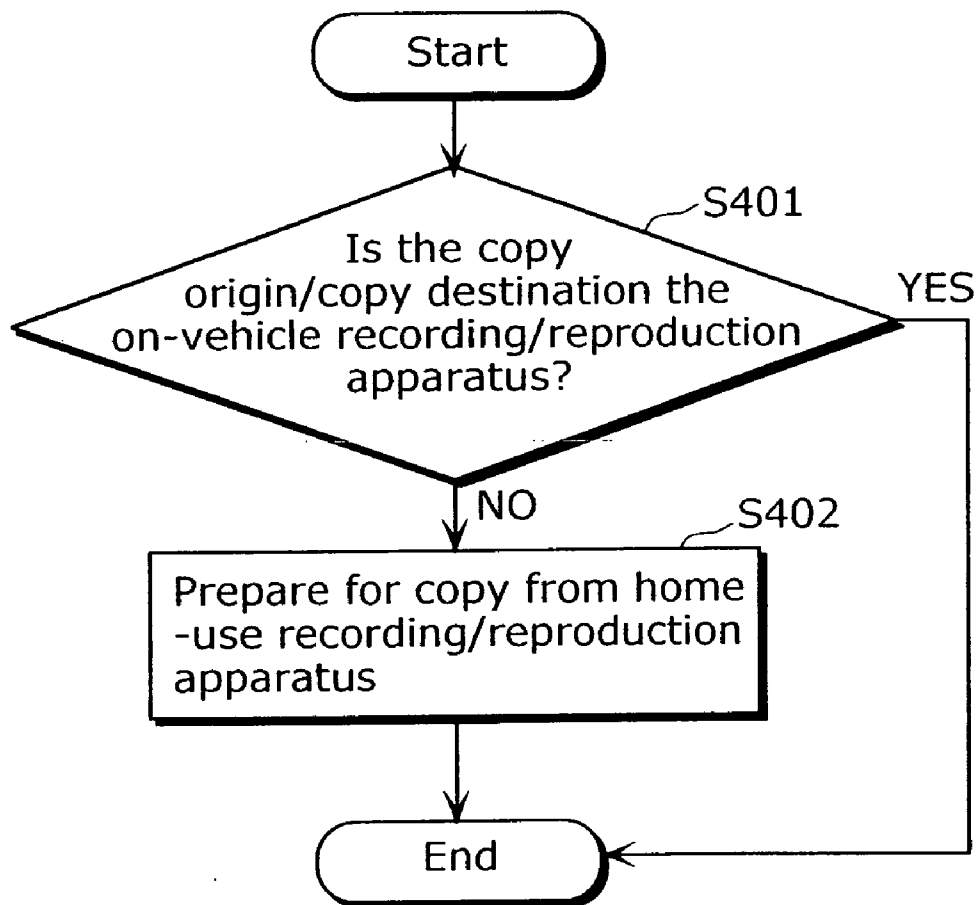 Start
S401
Is the copy
origin/copy destination the
on-vehicle recording/reproduction
apparatus?
YES
NO
S402
Prepare for copy from home
-use recording/reproduction
apparatus
End